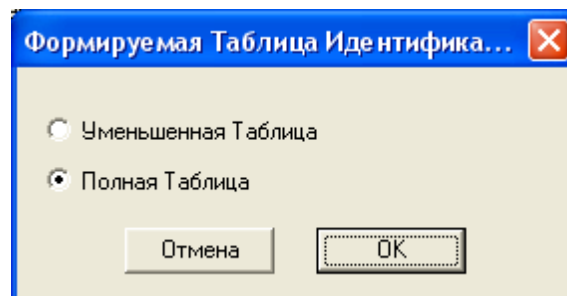 Формируемая Таблица Идентифика...
Уменьшенная Таблица
Полная Таблица
Отмена OK